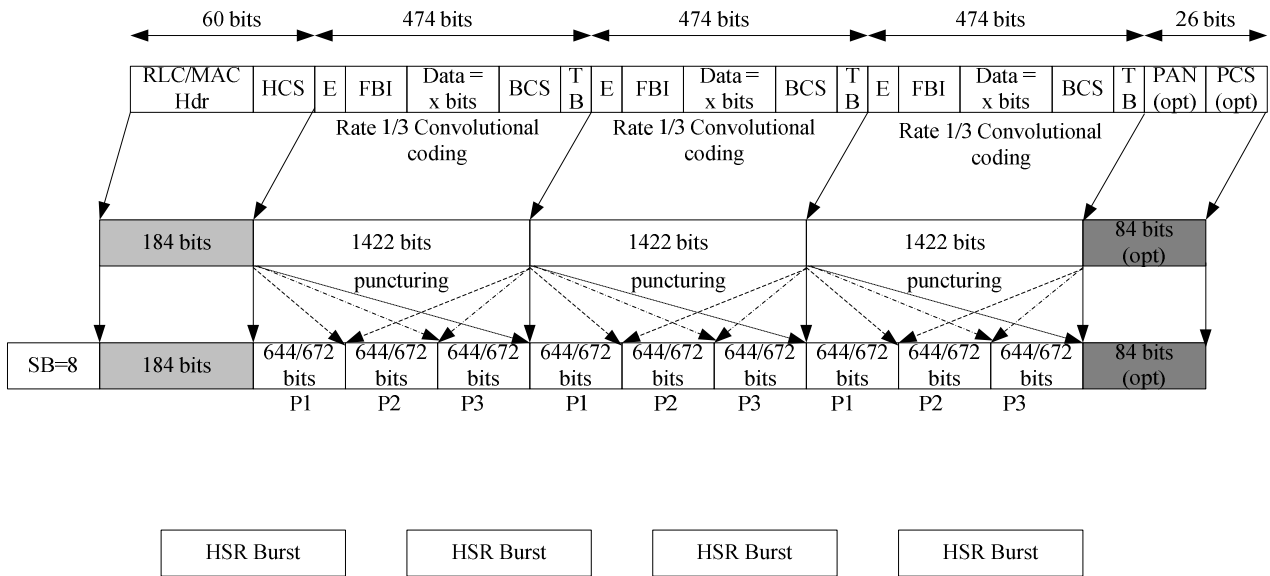 60 bits 474 bits 474 bits 474 bits 26 bits
RLC/MAC Hdr HCS E FBI Data = x bits BCS T B E FBI Data = x bits BCS T B E FBI Data = x bits BCS T B PAN (opt) PCS (opt)
Rate 1/3 Convolutional coding Rate 1/3 Convolutional coding Rate 1/3 Convolutional coding
184 bits 1422 bits 1422 bits 1422 bits 84 bits (opt)
puncturing puncturing puncturing
SB=8 184 bits 644/672 bits 644/672 bits 644/672 bits 644/672 bits 644/672 bits 644/672 bits 644/672 bits 644/672 bits 644/672 bits 84 bits (opt)
P1 P2 P3 P1 P2 P3 P1 P2 P3
HSR Burst HSR Burst HSR Burst HSR Burst